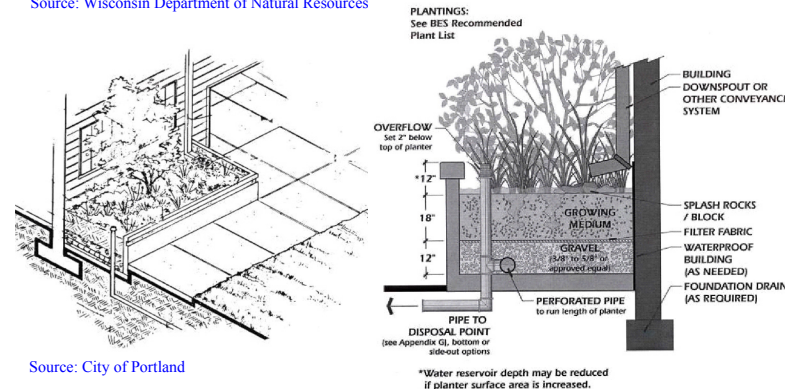 Source: Wisconsin Department of Natural Resources
PLANTINGS:
See BES Recommended
Plant List
BUILDING
DOWNSPOUT OR
OTHER CONVEYANCE
SYSTEM
OVERFLOW
Set 2" below
top of planter
*12"
18"
12"
GROWING
MEDIUM
GRAVEL
(3/8" to 5/8" or
approved equal)
SPLASH ROCKS
/ BLOCK
FILTER FABRIC
WATERPROOF
BUILDING
(AS NEEDED)
FOUNDATION DRAIN
(AS REQUIRED)
PERFORATED PIPE
to run length of planter
PIPE TO
DISPOSAL POINT
(see Appendix G), bottom or
side-out options
Source: City of Portland
*Water reservoir depth may be reduced
if planter surface area is increased.